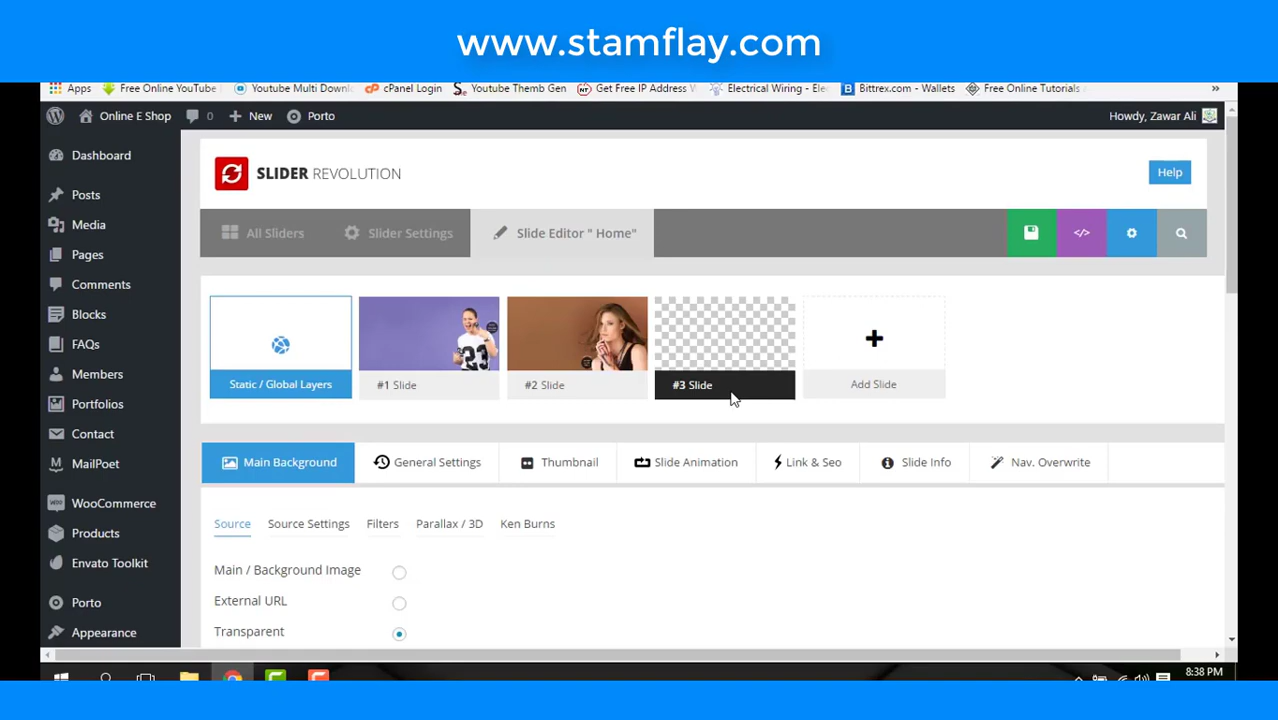 www.stamflay.com
Apps Free Online YouTube Youtube Multi Downl cPanel Login Youtube Themb Gen Get Free IP Address W Electrical Wiring - Ele Bittrex.com - Wallets Free Online Tutorials »
Online E Shop 0 New Porto Howdy, Zawar Ali
Dashboard
Posts
Media
Pages
Comments
Blocks
FAQs
Members
Portfolios
Contact
MailPoet
WooCommerce
Products
Envato Toolkit
Porto
Appearance
SLIDER REVOLUTION Help
All Sliders Slider Settings Slide Editor " Home" </>
23
Static / Global Layers #1 Slide #2 Slide #3 Slide Add Slide
Main Background General Settings Thumbnail Slide Animation Link & Seo Slide Info Nav. Overwrite
Source Source Settings Filters Parallax / 3D Ken Burns
Main / Background Image
External URL
Transparent
8:38 PM